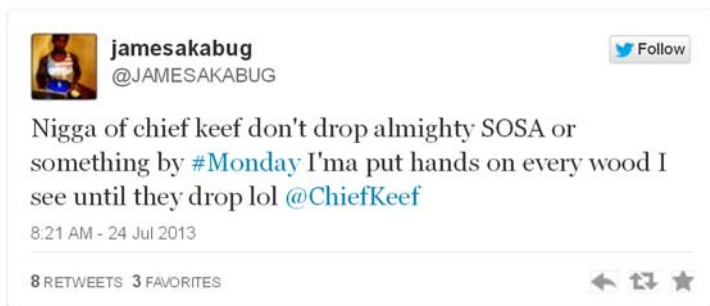 jamesakabug
@JAMESAKABUG
Follow
Nigga of chief keef don't drop almighty SOSA or
something by #Monday I'ma put hands on every wood I
see until they drop lol @ChiefKeef
8:21 AM - 24 Jul 2013
8 RETWEETS 3 FAVORITES